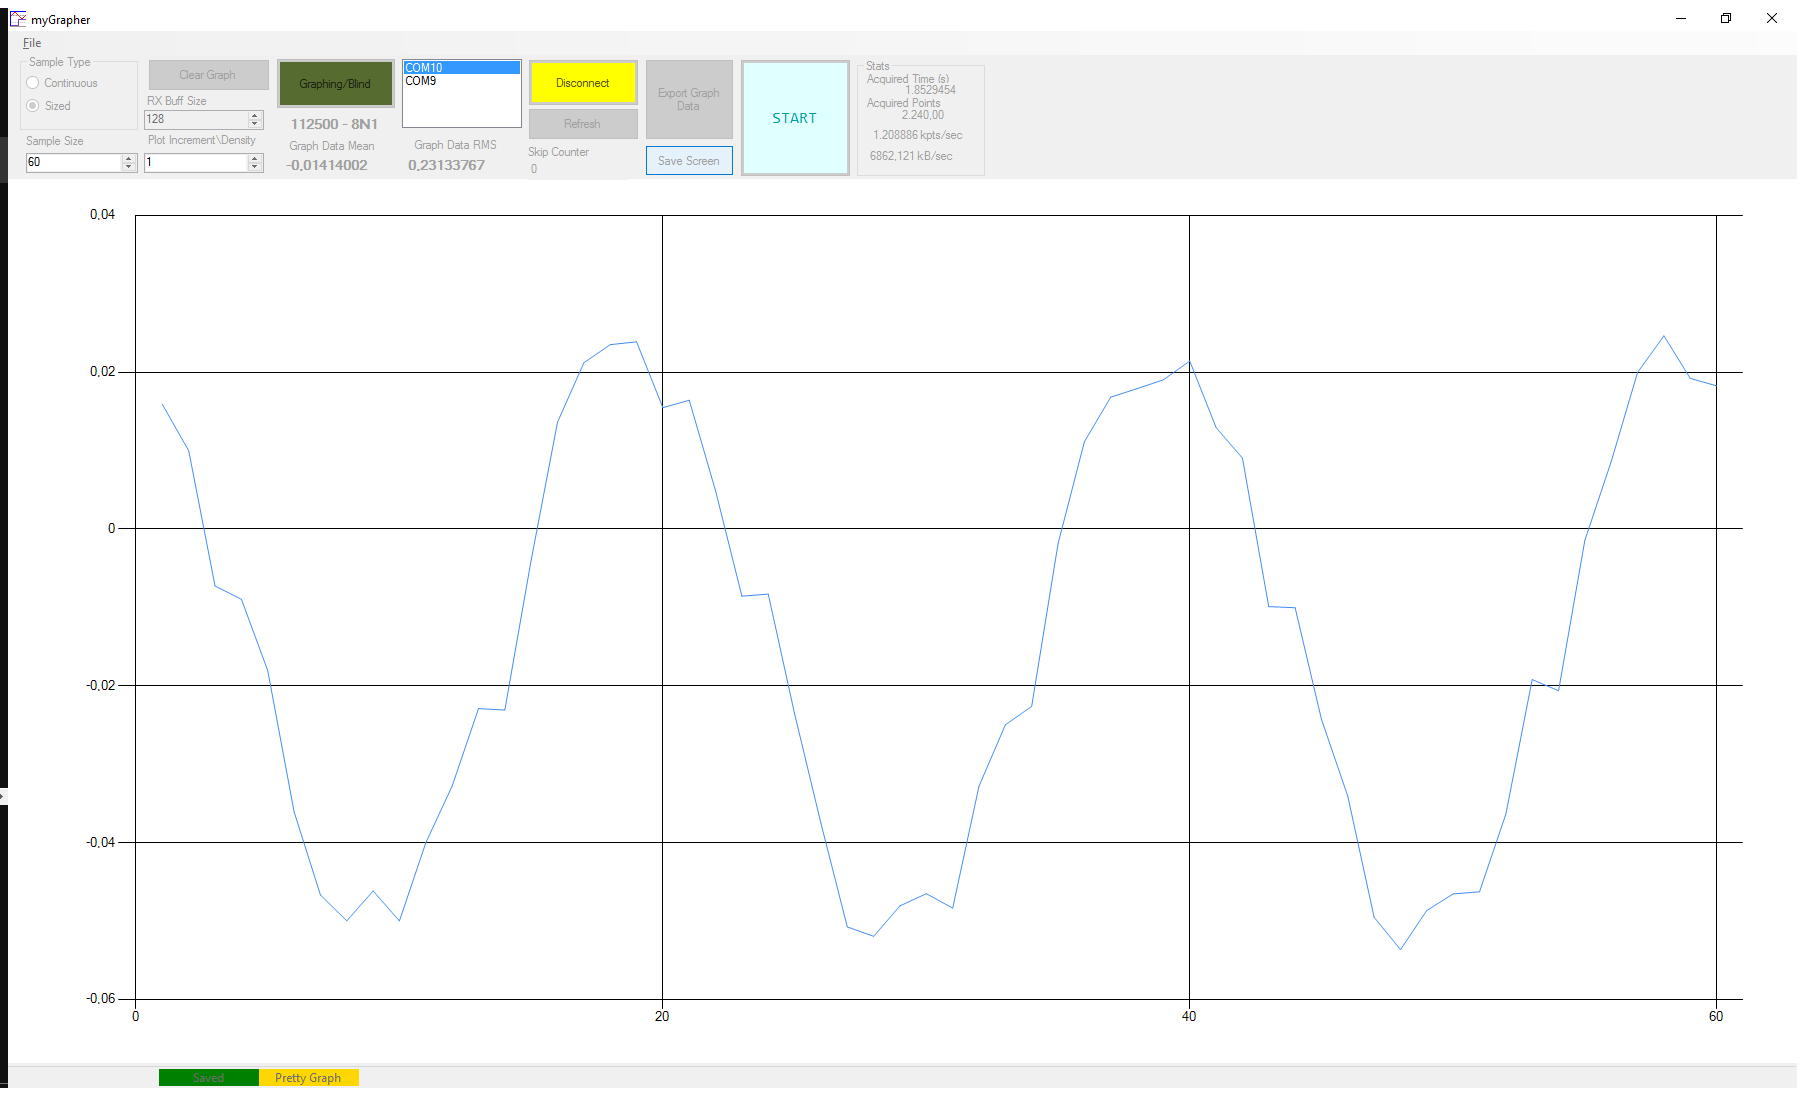 myGrapher
File
Sample Type
Continuous
Sized
Sample Size
60
Clear Graph
RX Buff Size
128
Plot Increment\Density
1
Graphing/Blind
112500 - 8N1
Graph Data Mean
-0,01414002
COM10
COM9
Graph Data RMS
0,23133767
Disconnect
Refresh
Skip Counter
0
Export Graph
Data
Save Screen
START
Stats
Acquired Time (s)
1,8529454
Acquired Points
2.240,00
1,208886 kpts/sec
6862,121 kB/sec
0,04
0,02
0
-0,02
-0,04
-0,06
0
20
40
60
Saved
Pretty Graph